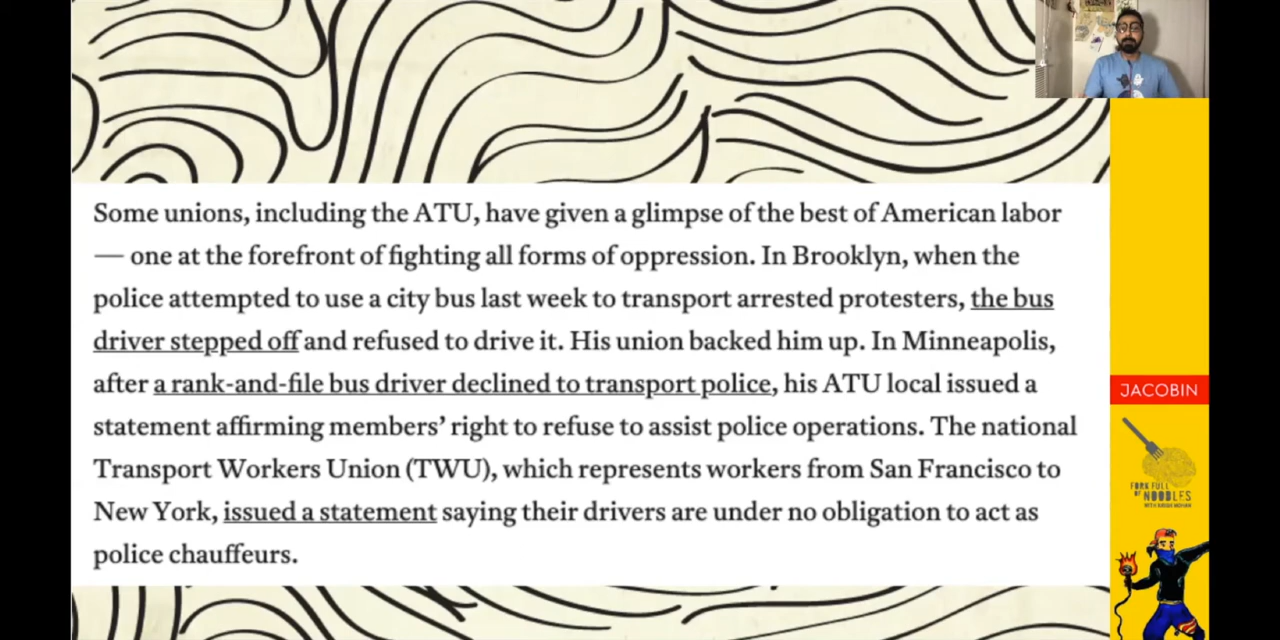 Some unions, including the ATU, have given a glimpse of the best of American labor
— one at the forefront of fighting all forms of oppression. In Brooklyn, when the
police attempted to use a city bus last week to transport arrested protesters, the bus
driver stepped off and refused to drive it. His union backed him up. In Minneapolis,
after a rank-and-file bus driver declined to transport police, his ATU local issued a
statement affirming members’ right to refuse to assist police operations. The national
Transport Workers Union (TWU), which represents workers from San Francisco to
New York, issued a statement saying their drivers are under no obligation to act as
police chauffeurs.
JACOBIN
FORK FULL
OF NOODLES